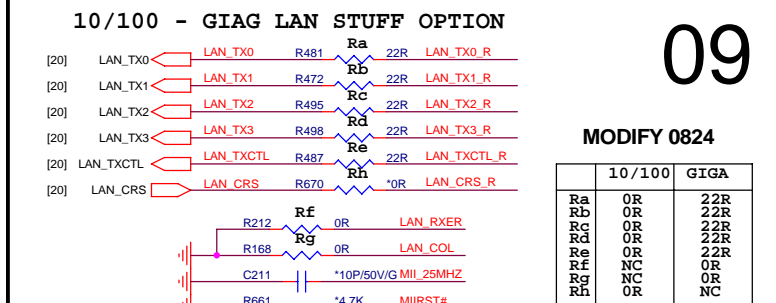 10/100 - GIAG LAN STUFF OPTION
09
Ra
[20] LAN_TX0 LAN_TX0 R481 22R LAN_TX0_R
Rb
[20] LAN_TX1 LAN_TX1 R472 22R LAN_TX1_R
Rc
[20] LAN_TX2 LAN_TX2 R495 22R LAN_TX2_R
Rd
[20] LAN_TX3 LAN_TX3 R498 22R LAN_TX3_R
Re
[20] LAN_TXCTL LAN_TXCTL R487 22R LAN_TXCTL_R
Rh
[20] LAN_CRS LAN_CRS R670 *0R LAN_CRS_R
Rf
R212 0R LAN_RXER
Rg
R168 0R LAN_COL
C211 *10P/50V/G MII_25MHZ
R661 *4.7K MIIRST#
MODIFY 0824
10/100 GIGA
Ra 0R 22R
Rb 0R 22R
Rc 0R 22R
Rd 0R 22R
Re 0R 22R
Rf NC 0R
Rg NC 0R
Rh 0R NC